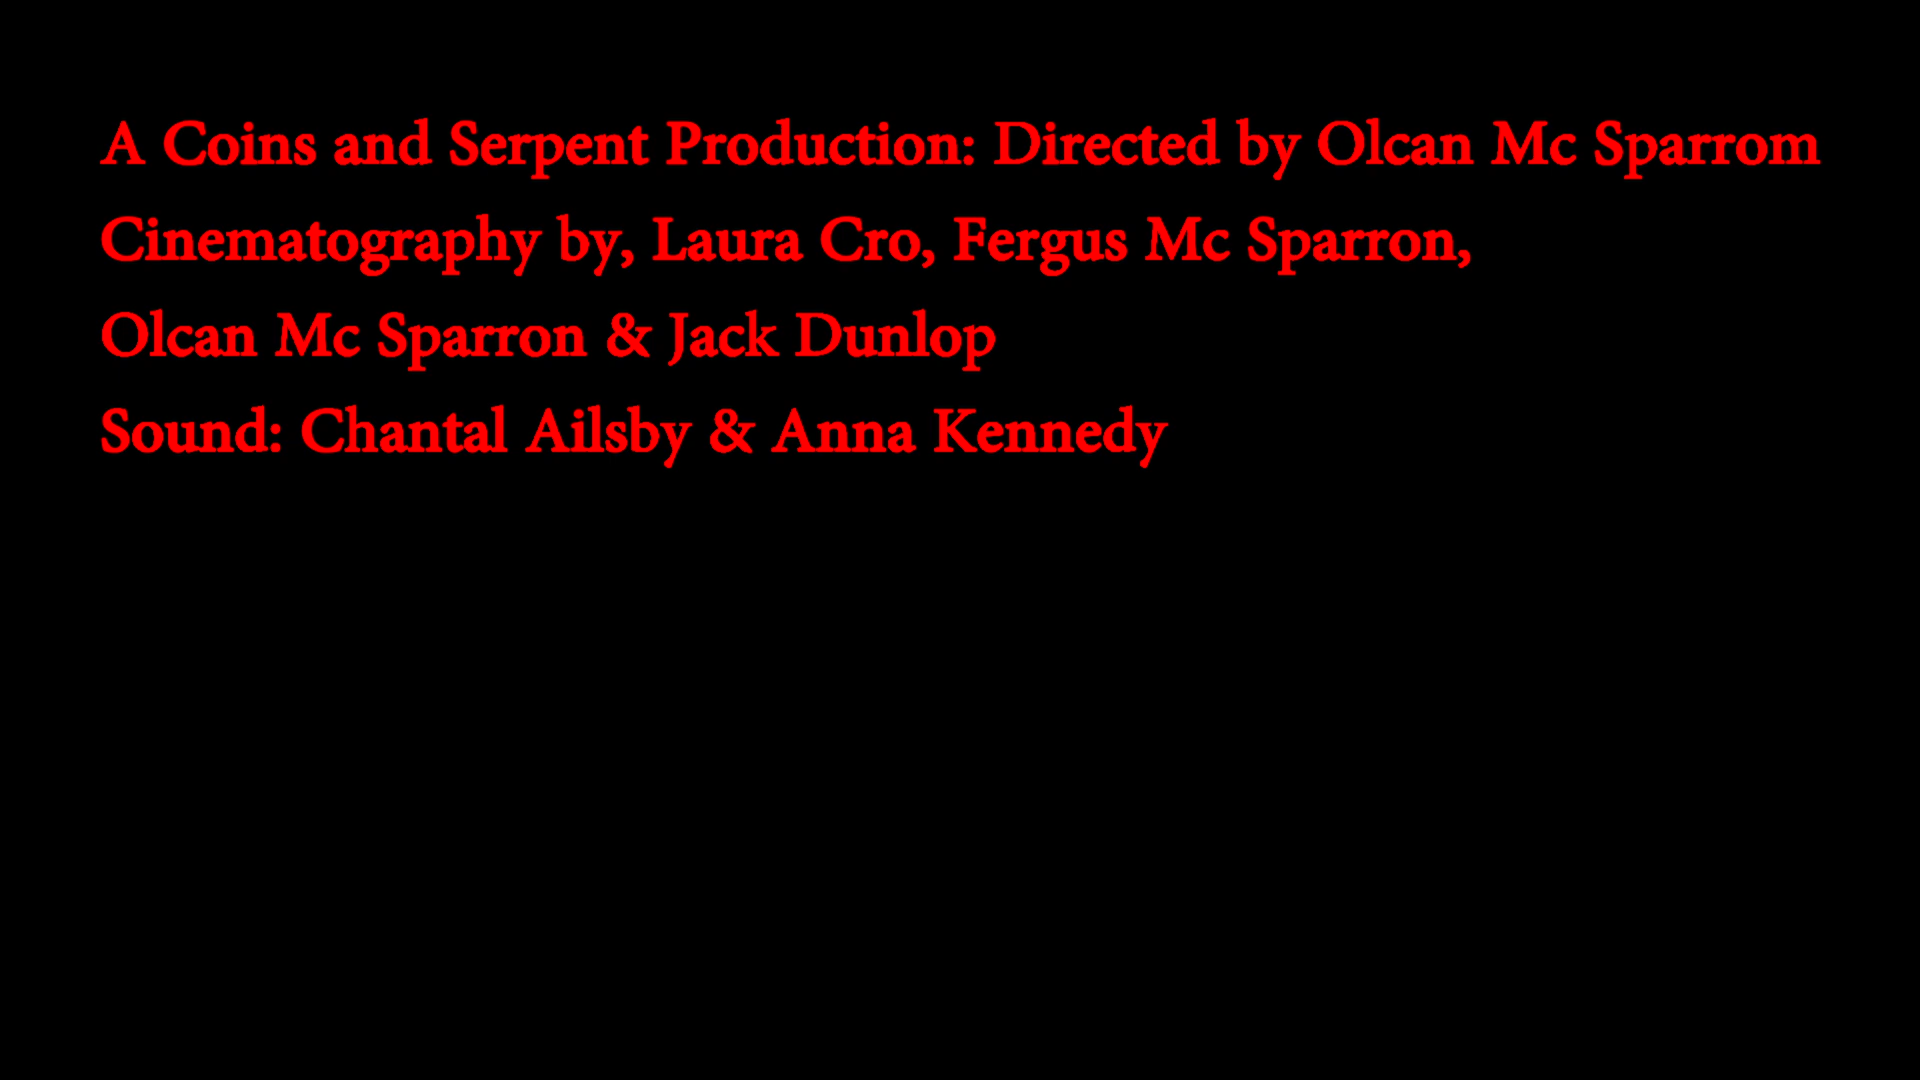 A Coins and Serpent Production: Directed by Olcan Mc Sparrom
Cinematography by, Laura Cro, Fergus Mc Sparron,
Olcan Mc Sparron & Jack Dunlop
Sound: Chantal Ailsby & Anna Kennedy